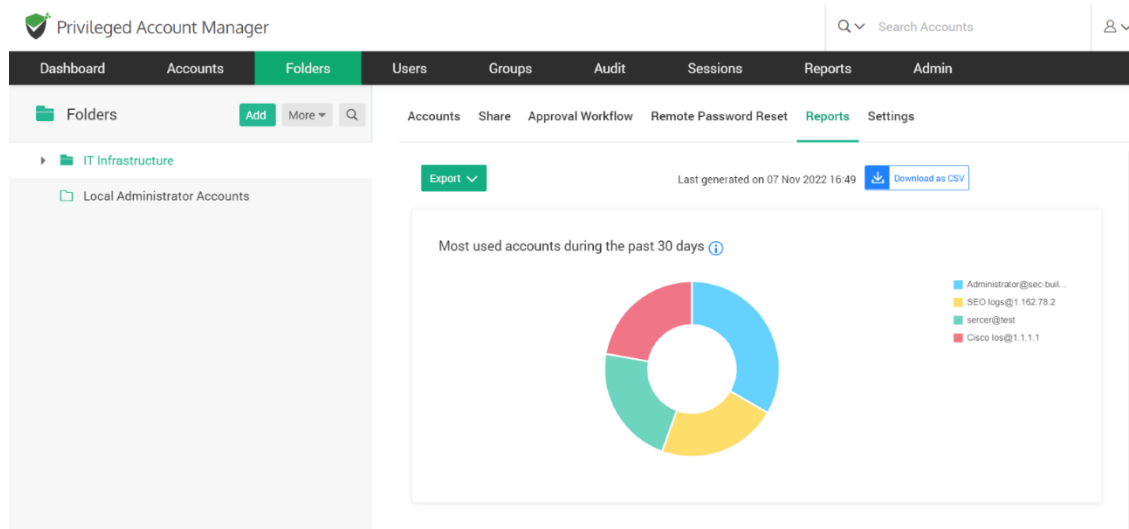 Privileged Account Manager
Search Accounts
Dashboard Accounts Folders Users Groups Audit Sessions Reports Admin
Folders Add More
Accounts Share Approval Workflow Remote Password Reset Reports Settings
IT Infrastructure
Local Administrator Accounts
Export Last generated on 07 Nov 2022 16:49 Download as CSV
Most used accounts during the past 30 days
Administrator@sec-buil...
SEO logs@1.162.78.2
sercer@test
Cisco Ios@1.1.1.1